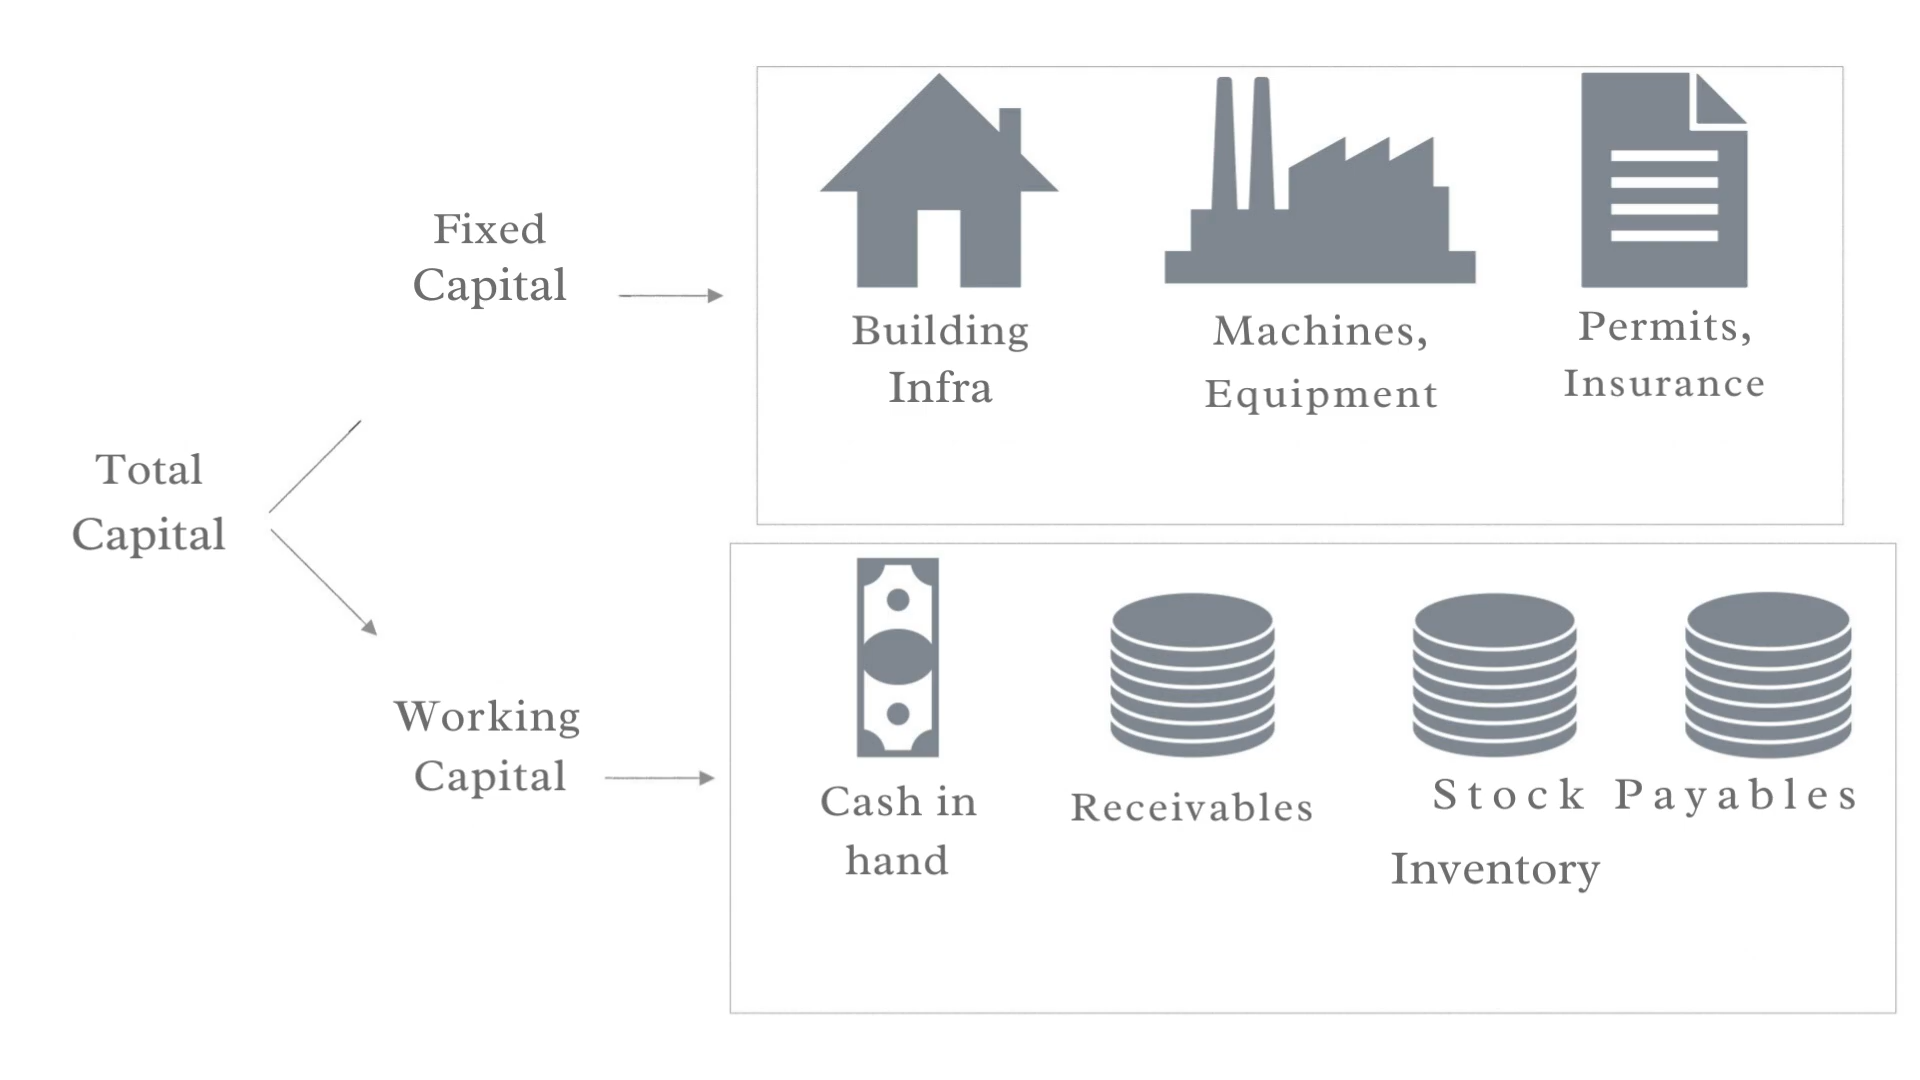 Total
Capital
Fixed
Capital
Building
Infra
Machines,
Equipment
Permits,
Insurance
Working
Capital
Cash in
hand
Receivables
Stock
Inventory
Payables